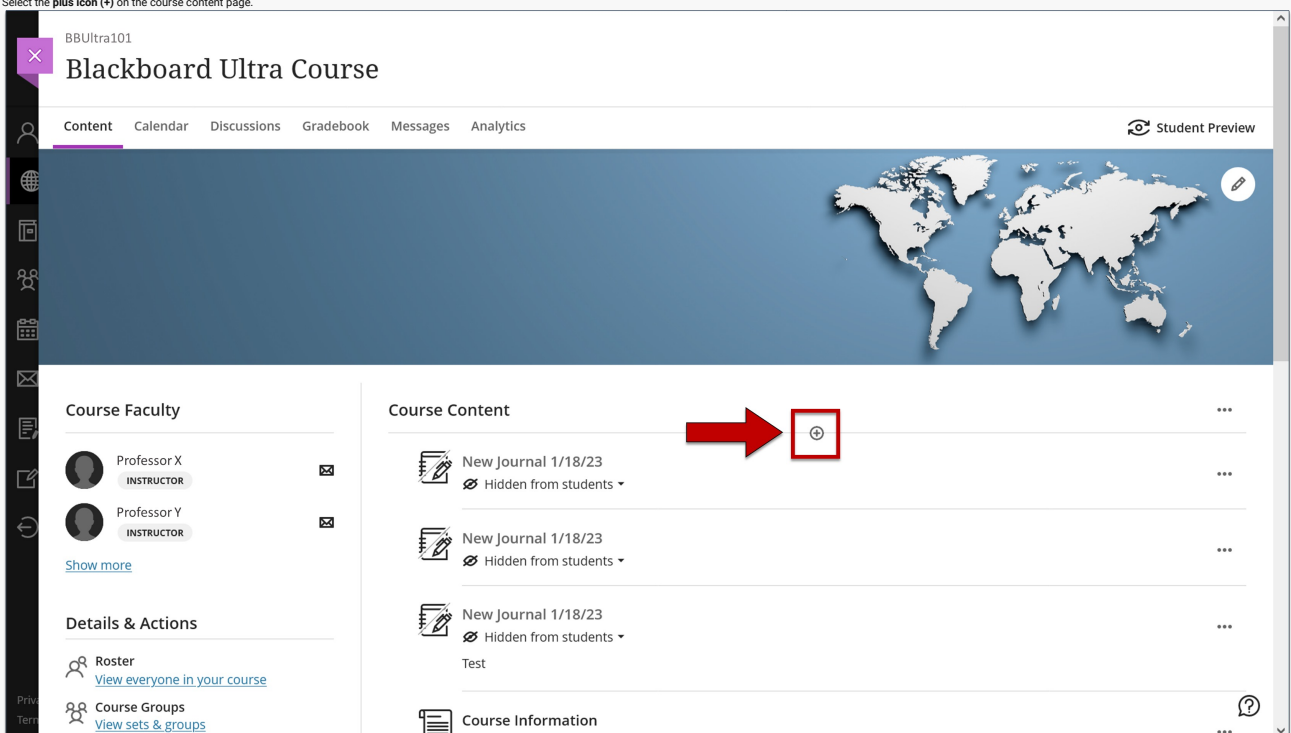 Select the plus icon (+) on the course content page.
BBUltra101
Blackboard Ultra Course
Content Calendar Discussions Gradebook Messages Analytics
Student Preview
Course Faculty
Professor X
INSTRUCTOR
Professor Y
INSTRUCTOR
Show more
Details & Actions
Roster
View everyone in your course
Course Groups
View sets & groups
Course Content
New Journal 1/18/23
Hidden from students
New Journal 1/18/23
Hidden from students
New Journal 1/18/23
Hidden from students
Test
Course Information